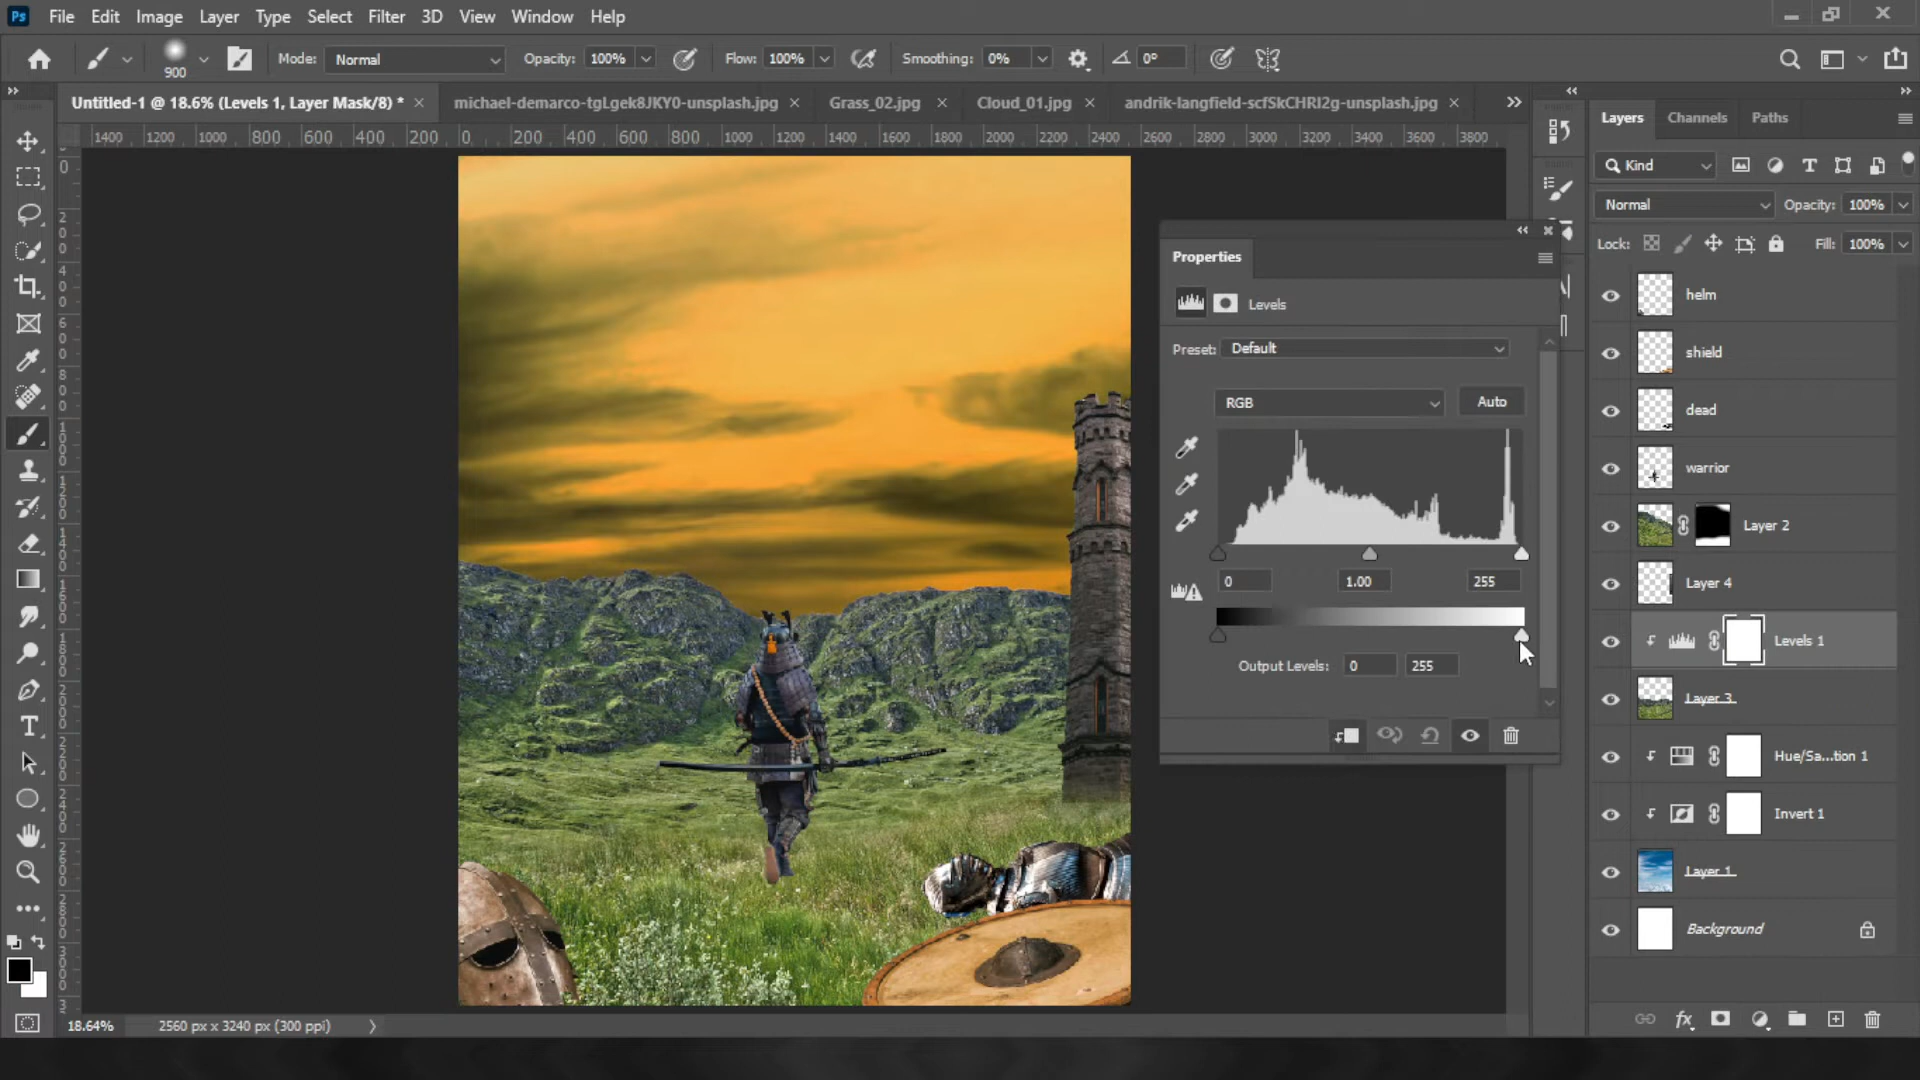 Ps File Edit Image Layer Type Select Filter 3D View Window Help
900 Mode: Normal Opacity: 100% Flow: 100% Smoothing: 0% 0°
Untitled-1 @ 18.6% (Levels 1, Layer Mask/8) * michael-demarco-tgLgek8JKY0-unsplash.jpg Grass_02.jpg Cloud_01.jpg andrik-langfield-scfSkCHRI2g-unsplash.jpg
Layers Channels Paths
1400 1200 1000 800 600 400 200 0 200 400 600 800 1000 1200 1400 1600 1800 2000 2200 2400 2600 2800 3000 3200 3400 3600 3800
Kind
Normal Opacity: 100%
Lock: Fill: 100%
Properties
Levels
Preset: Default
RGB Auto
0 1.00 255
Output Levels: 0 255
helm
shield
dead
warrior
Layer 2
Layer 4
Levels 1
Layer 3
Hue/Sa...tion 1
Invert 1
Layer 1
Background
18.64% 2560 px x 3240 px (300 ppi)